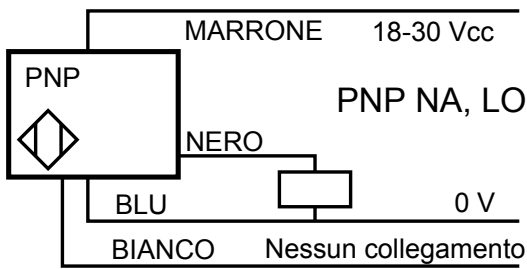 MARRONE 18-30 Vcc
PNP
PNP NA, LO
NERO
BLU 0 V
BIANCO Nessun collegamento